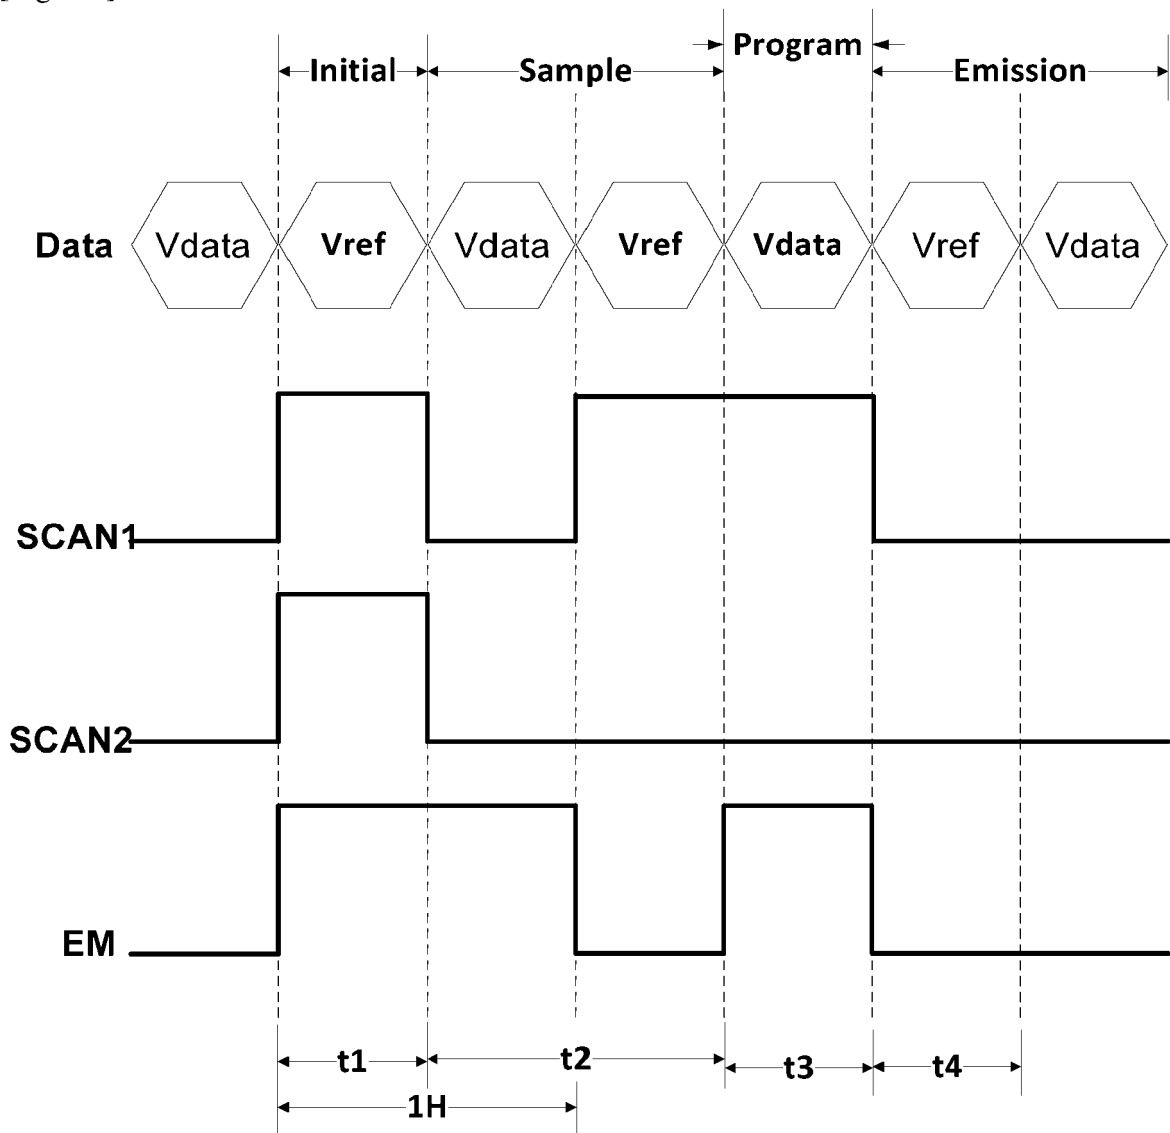 Program
Initial Sample Emission
Data Vdata Vref Vdata Vref Vdata Vref Vdata
SCAN1
SCAN2
EM
t1 t2 t3 t4
1H